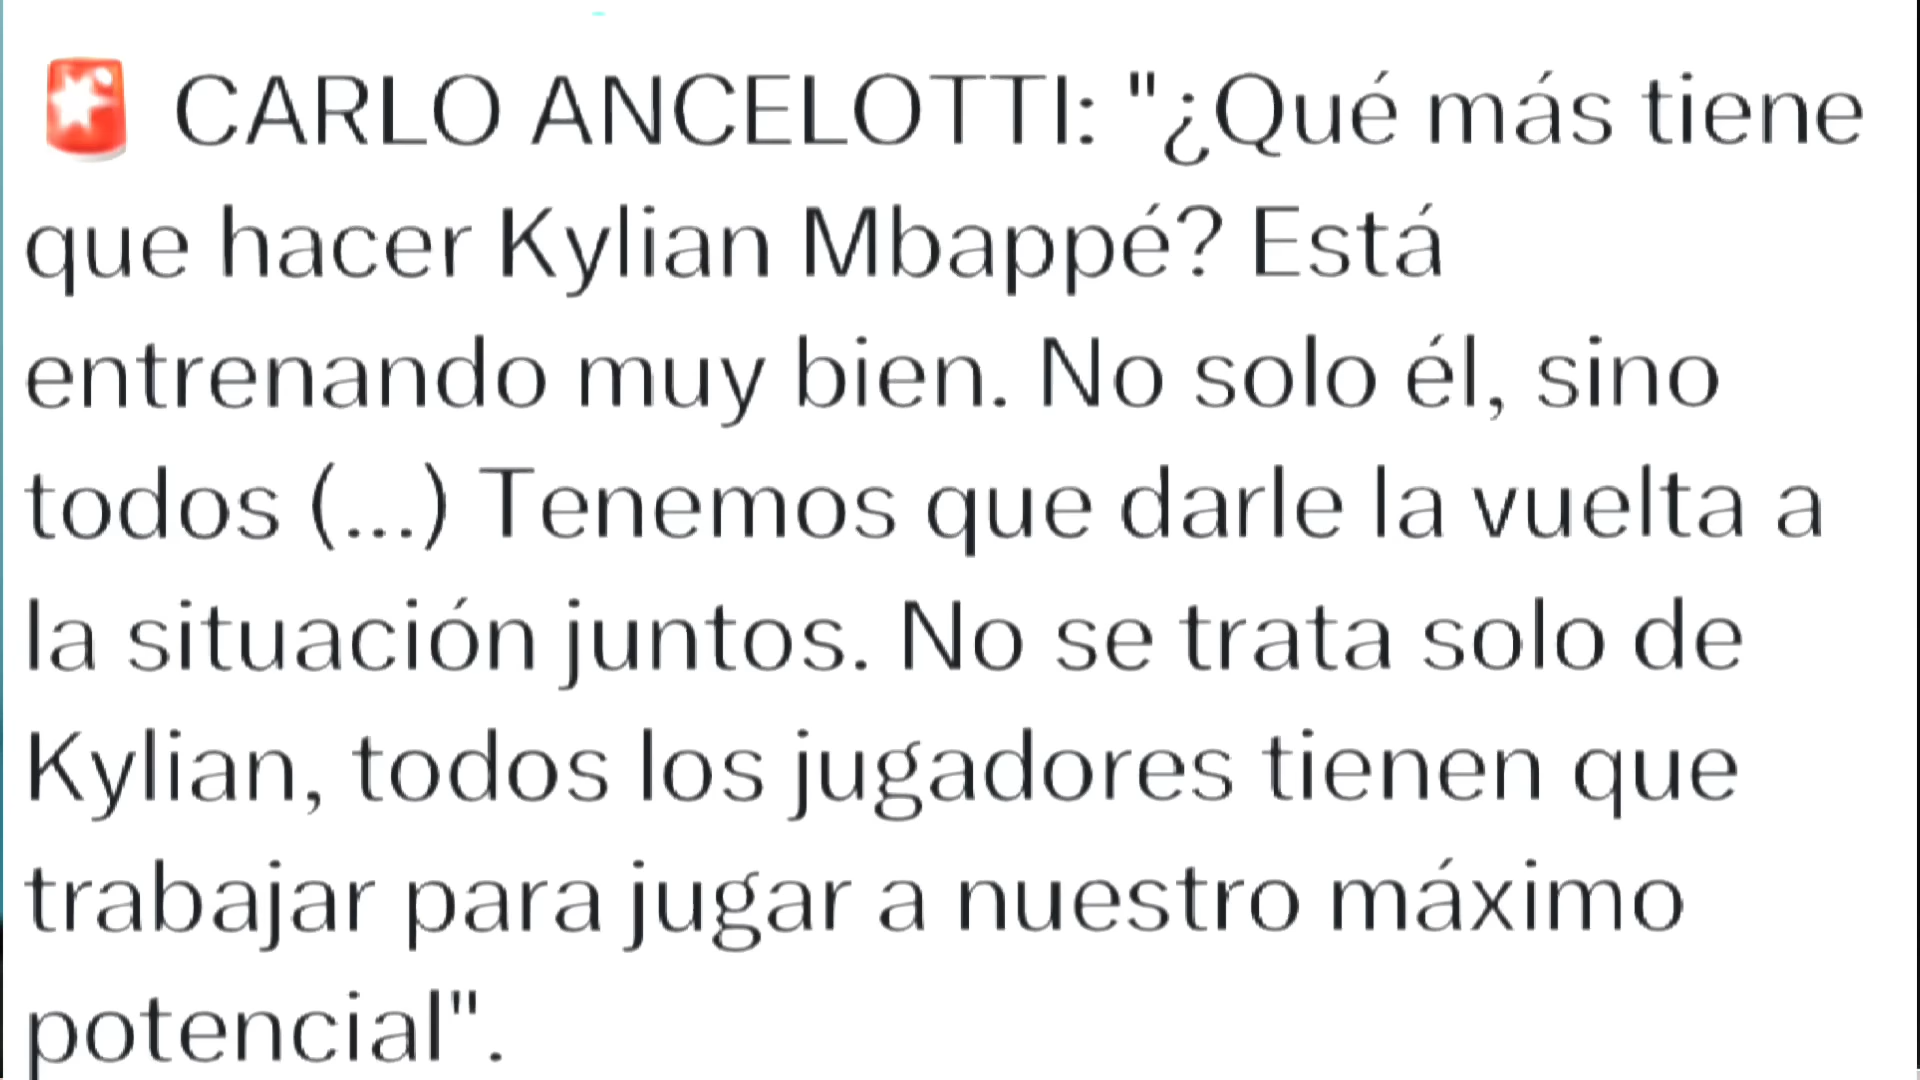 🚨 CARLO ANCELOTTI: "¿Qué más tiene
que hacer Kylian Mbappé? Está
entrenando muy bien. No solo él, sino
todos (...) Tenemos que darle la vuelta a
la situación juntos. No se trata solo de
Kylian, todos los jugadores tienen que
trabajar para jugar a nuestro máximo
potencial".